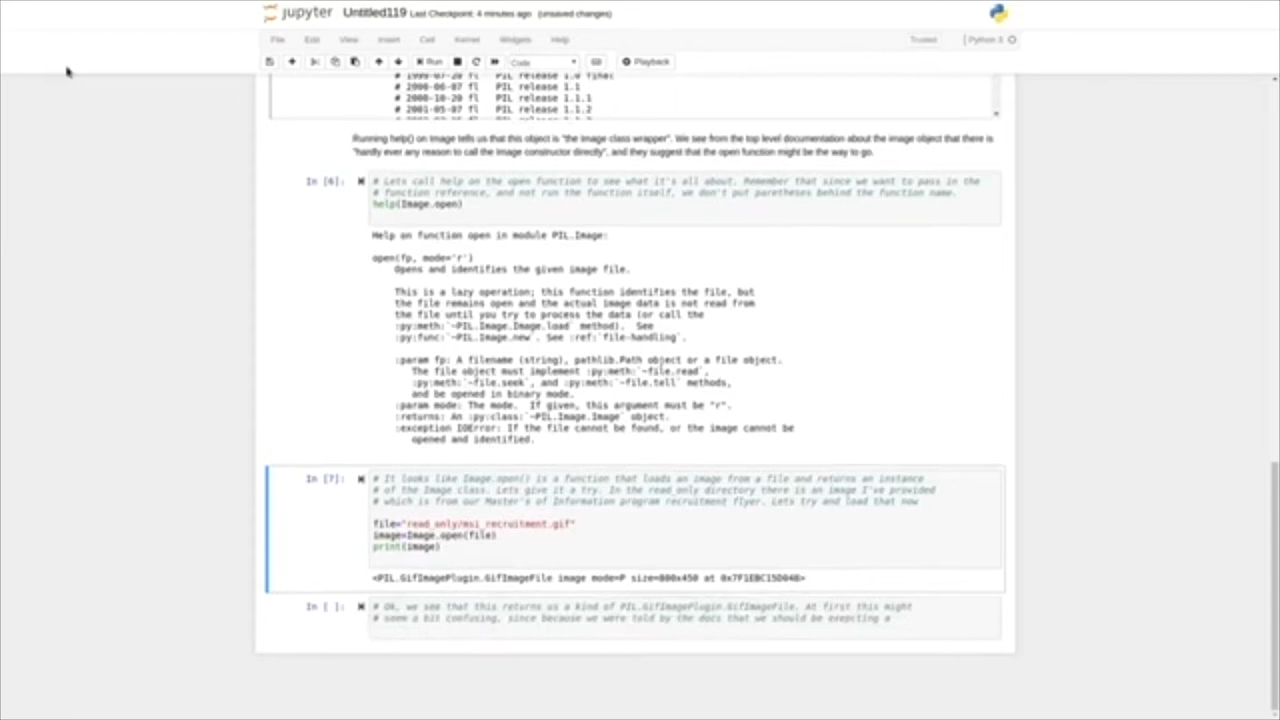 jupyter Untitled119 Last Checkpoint: 4 minutes ago (unsaved changes)
File Edit View Insert Cell Kernel Widgets Help Trusted Python 3
Run Code Playback
# 1999-07-28 fl PIL release 1.0 final
# 2000-06-07 fl PIL release 1.1
# 2000-10-20 fl PIL release 1.1.1
# 2001-05-07 fl PIL release 1.1.2
Running help() on Image tells us that this object is "the Image class wrapper". We see from the top level documentation about the image object that there is
"hardly ever any reason to call the Image constructor directly", and they suggest that the open function might be the way to go.
In [6]: # Lets call help on the open function to see what it's all about. Remember that since we want to pass in the
# function reference, and not run the function itself, we don't put paretheses behind the function name.
help(Image.open)
Help on function open in module PIL.Image:
open(fp, mode='r')
Opens and identifies the given image file.
This is a lazy operation; this function identifies the file, but
the file remains open and the actual image data is not read from
the file until you try to process the data (or call the
:py:meth:`~PIL.Image.Image.load` method). See
:py:func:`~PIL.Image.new`. See :ref:`file-handling`.
:param fp: A filename (string), pathlib.Path object or a file object.
The file object must implement :py:meth:`~file.read`,
:py:meth:`~file.seek`, and :py:meth:`~file.tell` methods,
and be opened in binary mode.
:param mode: The mode. If given, this argument must be "r".
:returns: An :py:class:`~PIL.Image.Image` object.
:exception IOError: If the file cannot be found, or the image cannot be
opened and identified.
In [7]: # It looks like Image.open() is a function that loads an image from a file and returns an instance
# of the Image class. Lets give it a try. In the read_only directory there is an image I've provided
# which is from our Master's of Information program recruitment flyer. Lets try and load that now
file="read_only/msi_recruitment.gif"
image=Image.open(file)
print(image)
<PIL.GifImagePlugin.GifImageFile image mode=P size=800x450 at 0x7F1EBC15D048>
In [ ]: # Ok, we see that this returns us a kind of PIL.GifImagePlugin.GifImageFile. At first this might
# seem a bit confusing, since because we were told by the docs that we should be exepcting a